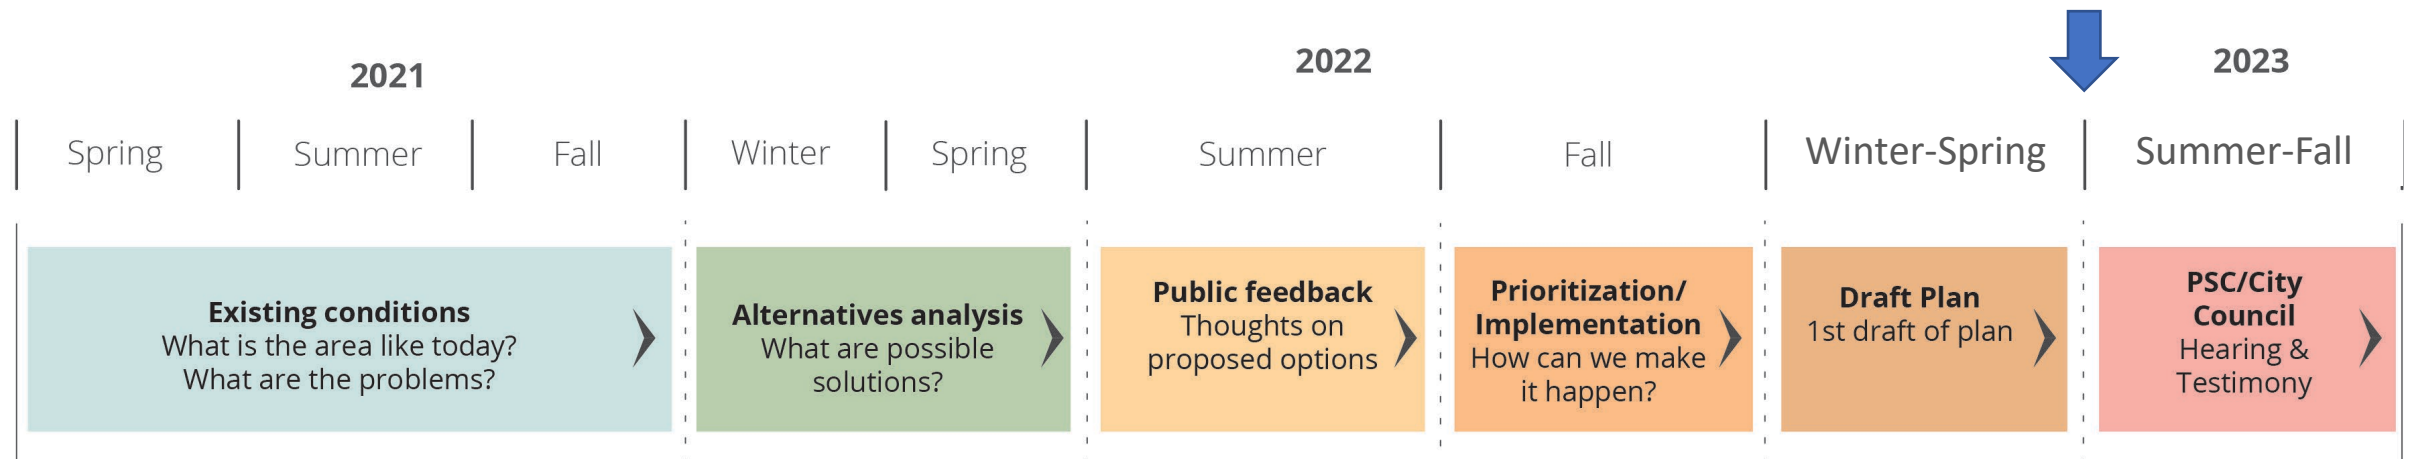 2021
2022
2023
Spring
Summer
Fall
Winter
Spring
Summer
Fall
Winter-Spring
Summer-Fall
Existing conditions
What is the area like today?
What are the problems?
Alternatives analysis
What are possible
solutions?
Public feedback
Thoughts on
proposed options
Prioritization/
Implementation
How can we make
it happen?
Draft Plan
1st draft of plan
PSC/City
Council
Hearing &
Testimony